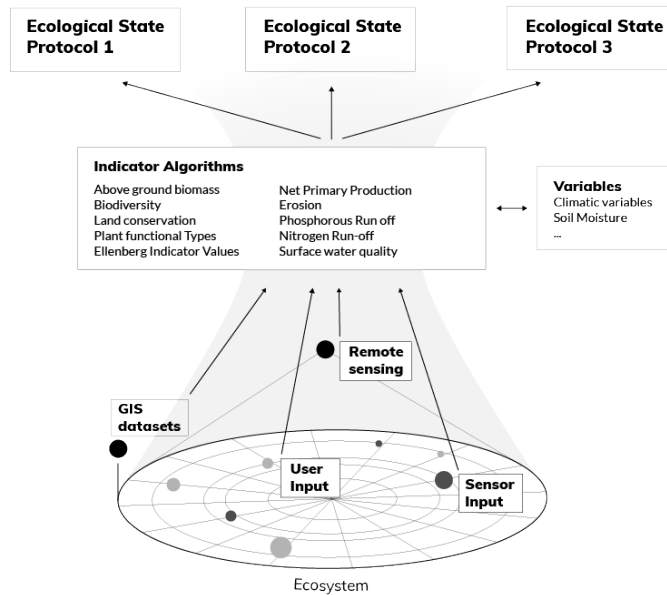 Ecological State
Protocol 1
Ecological State
Protocol 2
Ecological State
Protocol 3
Indicator Algorithms
Above ground biomass
Biodiversity
Land conservation
Plant functional Types
Ellenberg Indicator Values
Net Primary Production
Erosion
Phosphorous Run off
Nitrogen Run-off
Surface water quality
Variables
Climatic variables
Soil Moisture
...
Remote
sensing
GIS
datasets
User
Input
Sensor
Input
Ecosystem